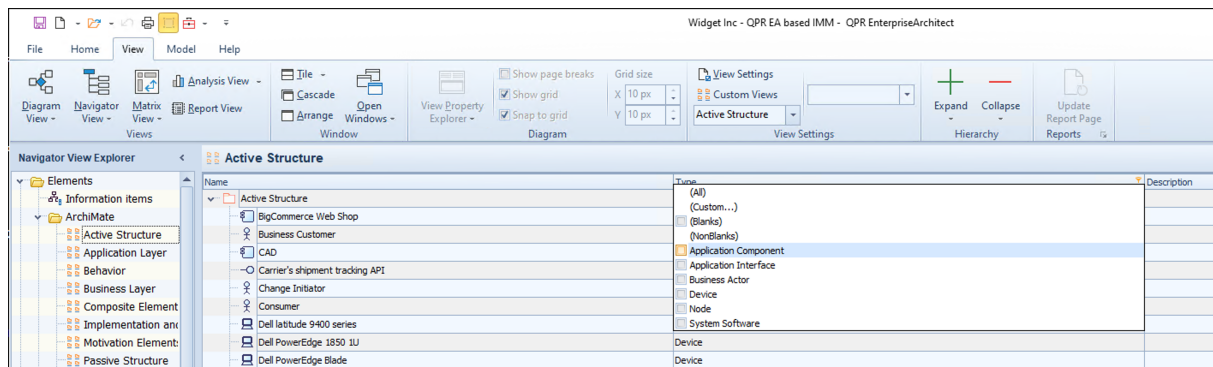 Widget Inc - QPR EA based IMM - QPR EnterpriseArchitect
File Home View Model Help
Diagram View
Navigator View
Matrix View
Analysis View
Report View
Views
Tile
Cascade
Arrange
Open Windows
Window
View Property Explorer
Show page breaks
Show grid
Snap to grid
Grid size
X 10 px
Y 10 px
Diagram
View Settings
Custom Views
Active Structure
View Settings
Expand
Collapse
Hierarchy
Update Report Page
Reports
Navigator View Explorer
Elements
Information items
ArchiMate
Active Structure
Application Layer
Behavior
Business Layer
Composite Element
Implementation and
Motivation Elements
Passive Structure
Active Structure
Name Type Description
Active Structure
BigCommerce Web Shop
Business Customer
CAD
Carrier's shipment tracking API
Change Initiator
Consumer
Dell latitude 9400 series
Dell PowerEdge 1850 1U Device
Dell PowerEdge Blade Device
(All)
(Custom...)
(Blanks)
(NonBlanks)
Application Component
Application Interface
Business Actor
Device
Node
System Software